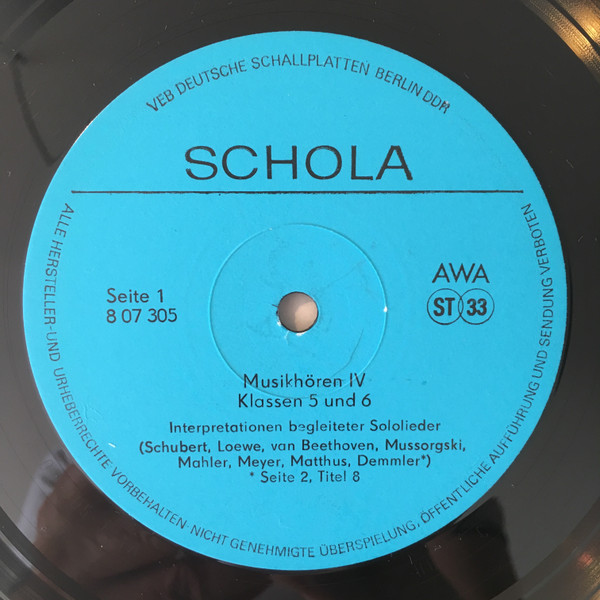 VEB DEUTSCHE SCHALLPLATTEN BERLIN DDR
SCHOLA
Seite 1
8 07 305
AWA
ST 33
Musikhören IV
Klassen 5 und 6
Interpretationen begleiteter Sololieder
(Schubert, Loewe, van Beethoven, Mussorgski,
Mahler, Meyer, Matthus, Demmler*)
* Seite 2, Titel 8
ALLE HERSTELLER-UND URHEBERRECHTE VORBEHALTEN· NICHT GENEHMIGTE ÜBERSPIELUNG, ÖFFENTLICHE AUFFÜHRUNG UND SENDUNG VERBOTEN